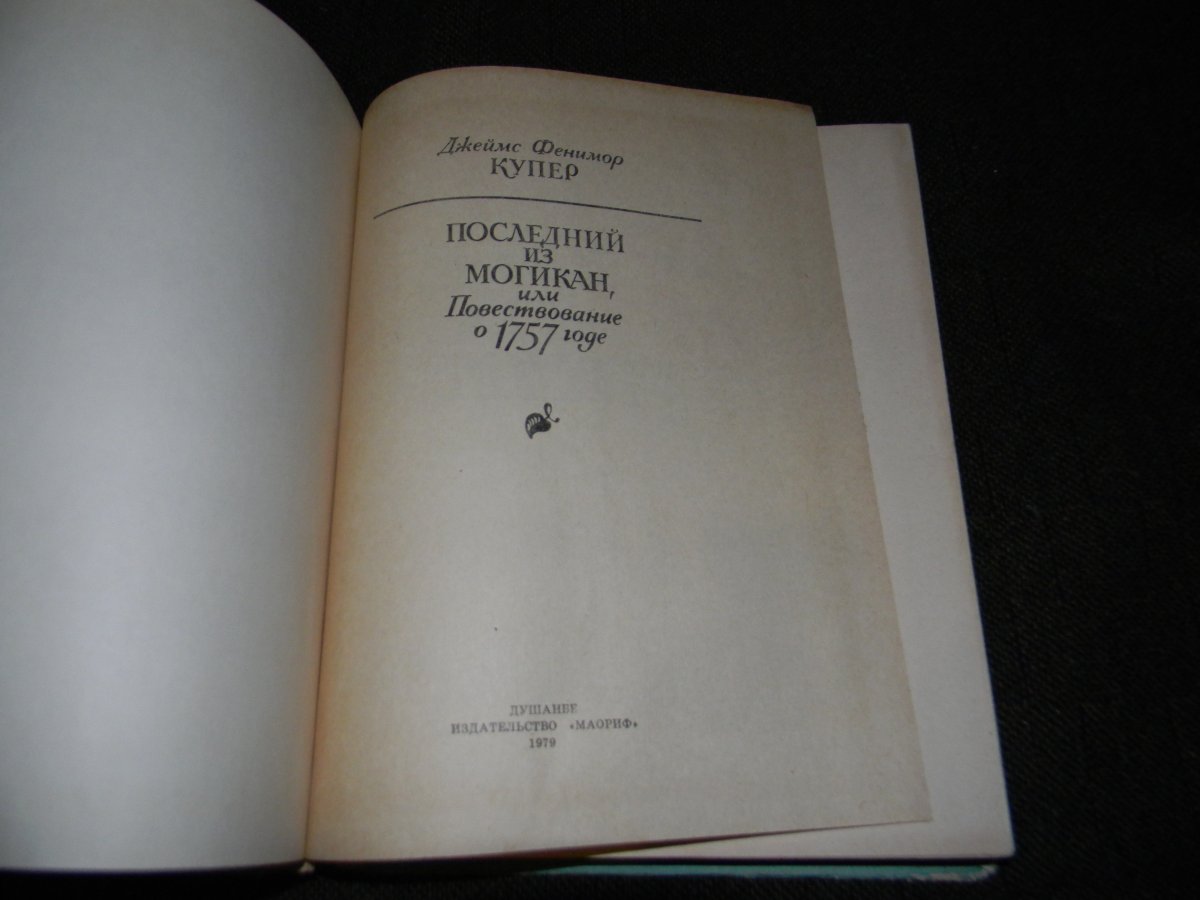 Джеймс Фенимор
КУПЕР
ПОСЛЕДНИЙ
ИЗ
МОГИКАН,
или
Повествование
о 1757 годе
ДУШАНБЕ
ИЗДАТЕЛЬСТВО «МАОРИФ»
1979